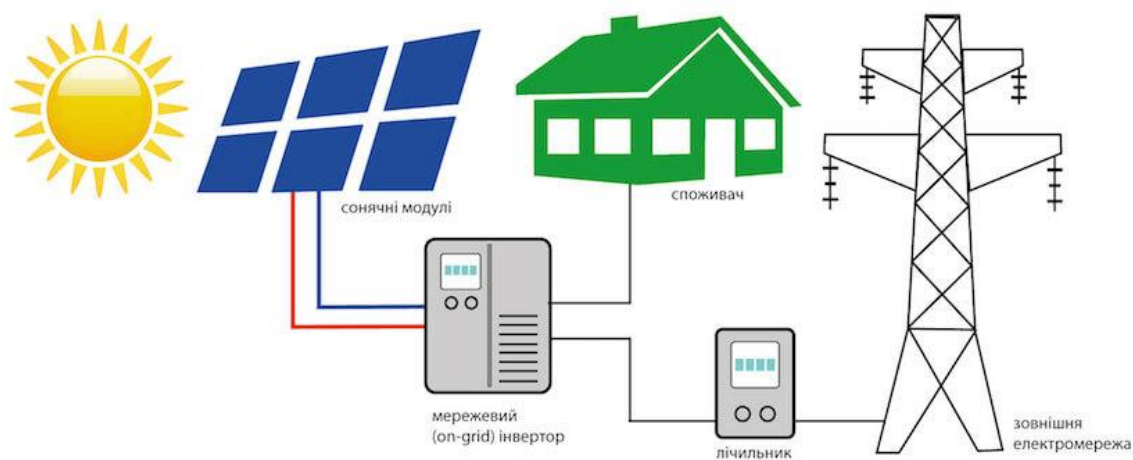 сонячні модулі
споживач
мережевий
(on-grid) інвертор
лічильник
зовнішня
електромережа